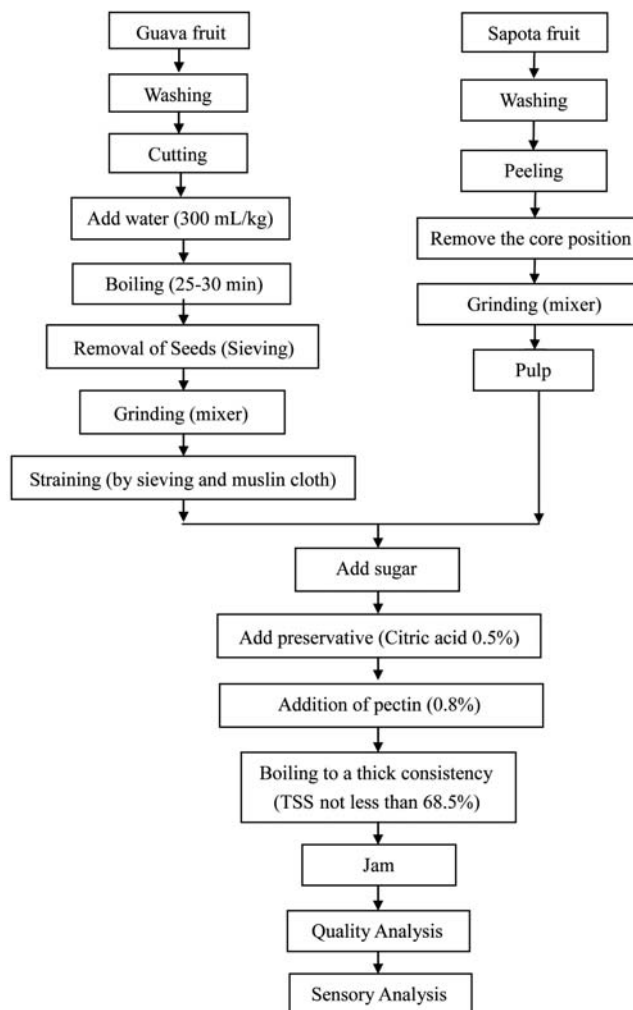 Guava fruit
Washing
Cutting
Add water (300 mL/kg)
Boiling (25-30 min)
Removal of Seeds (Sieving)
Grinding (mixer)
Straining (by sieving and muslin cloth)
Sapota fruit
Washing
Peeling
Remove the core position
Grinding (mixer)
Pulp
Add sugar
Add preservative (Citric acid 0.5%)
Addition of pectin (0.8%)
Boiling to a thick consistency
(TSS not less than 68.5%)
Jam
Quality Analysis
Sensory Analysis